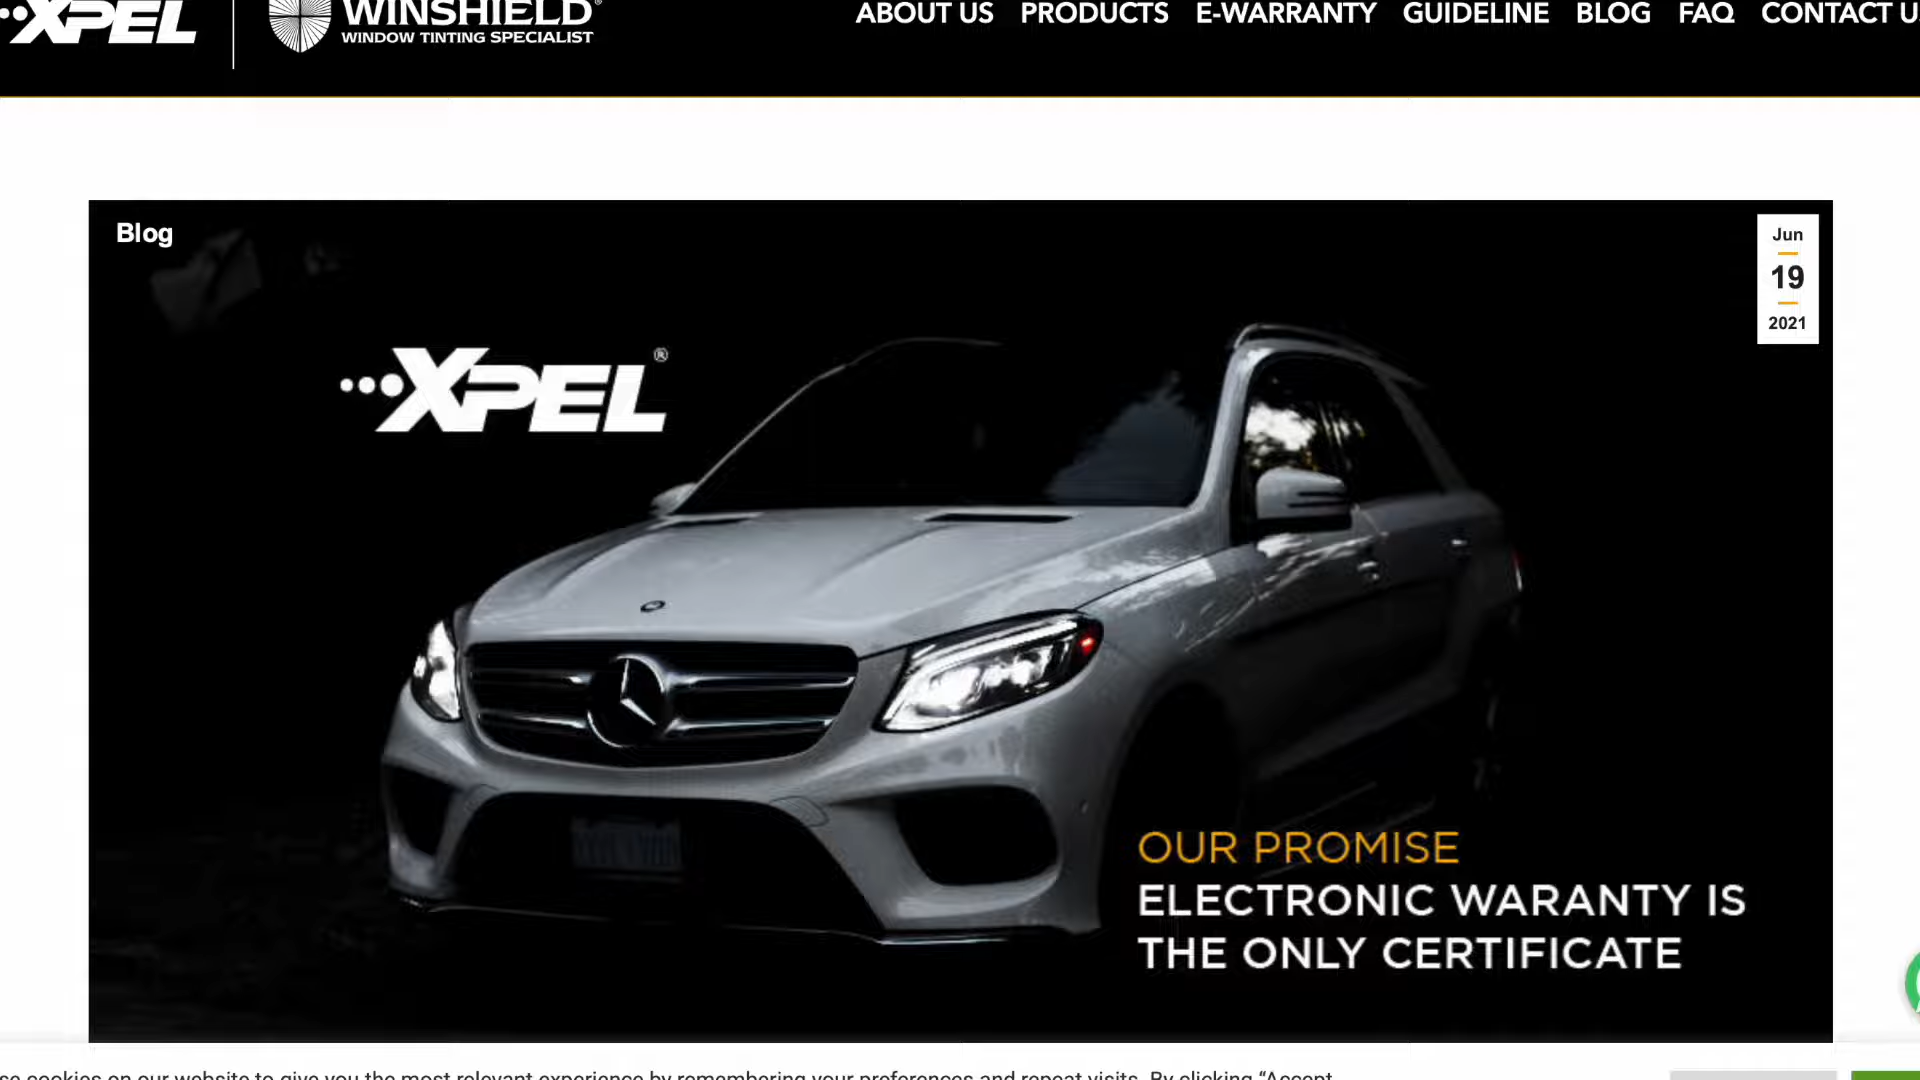 XPEL
WINSHIELD®
WINDOW TINTING SPECIALIST
ABOUT US PRODUCTS E-WARRANTY GUIDELINE BLOG FAQ CONTACT
Blog
Jun
19
2021
XPEL®
OUR PROMISE
ELECTRONIC WARANTY IS
THE ONLY CERTIFICATE
cookies on our website to give you the most relevant experience by remembering your preferences and repeat visits. By clicking “Accept